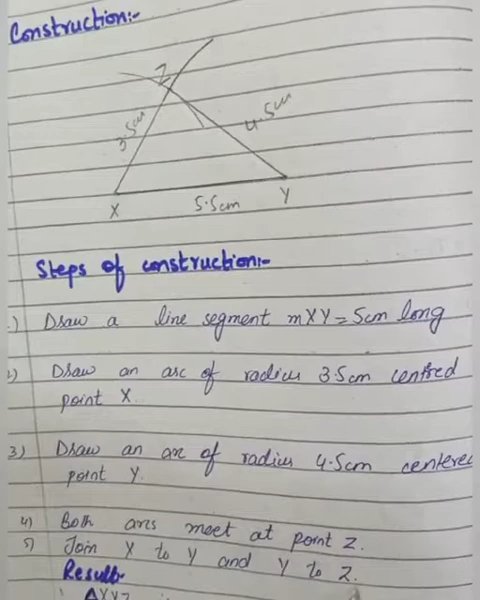 Construction:-
Z
3.5cm
4.5cm
X
5.5cm
Y
Steps of construction:-
1.) Draw a line segment mXY = 5cm long
2) Draw an arc of radius 3.5cm centred
point X.
3) Draw an arc of radius 4.5cm centered
point Y.
4) Both arcs meet at point Z.
5) Join X to Y and Y to Z.
Result:-
ΔXYZ